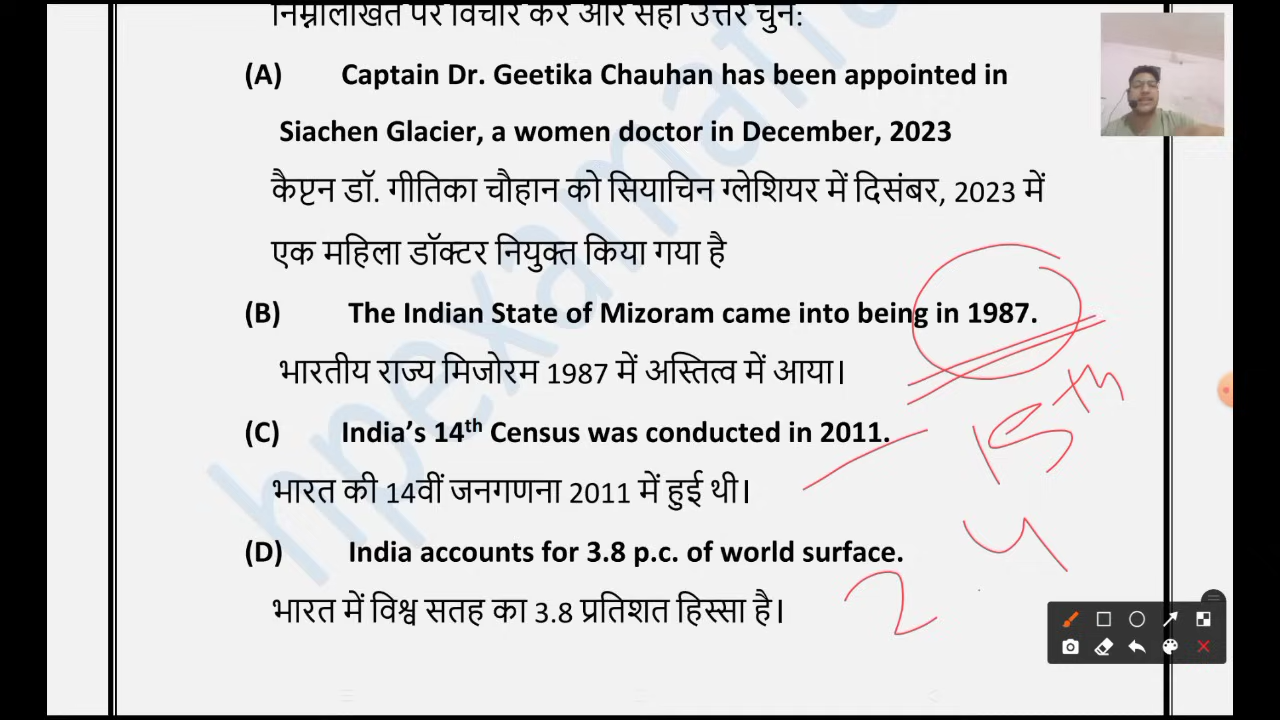 निम्नलिखित पर विचार करें और सही उत्तर चुनें:
(A) Captain Dr. Geetika Chauhan has been appointed in
Siachen Glacier, a women doctor in December, 2023
कैप्टन डॉ. गीतिका चौहान को सियाचिन ग्लेशियर में दिसंबर, 2023 में
एक महिला डॉक्टर नियुक्त किया गया है
(B) The Indian State of Mizoram came into being in 1987.
भारतीय राज्य मिजोरम 1987 में अस्तित्व में आया।
(C) India's 14th Census was conducted in 2011.
15th
भारत की 14वीं जनगणना 2011 में हुई थी।
(D) India accounts for 3.8 p.c. of world surface.
भारत में विश्व सतह का 3.8 प्रतिशत हिस्सा है।
2